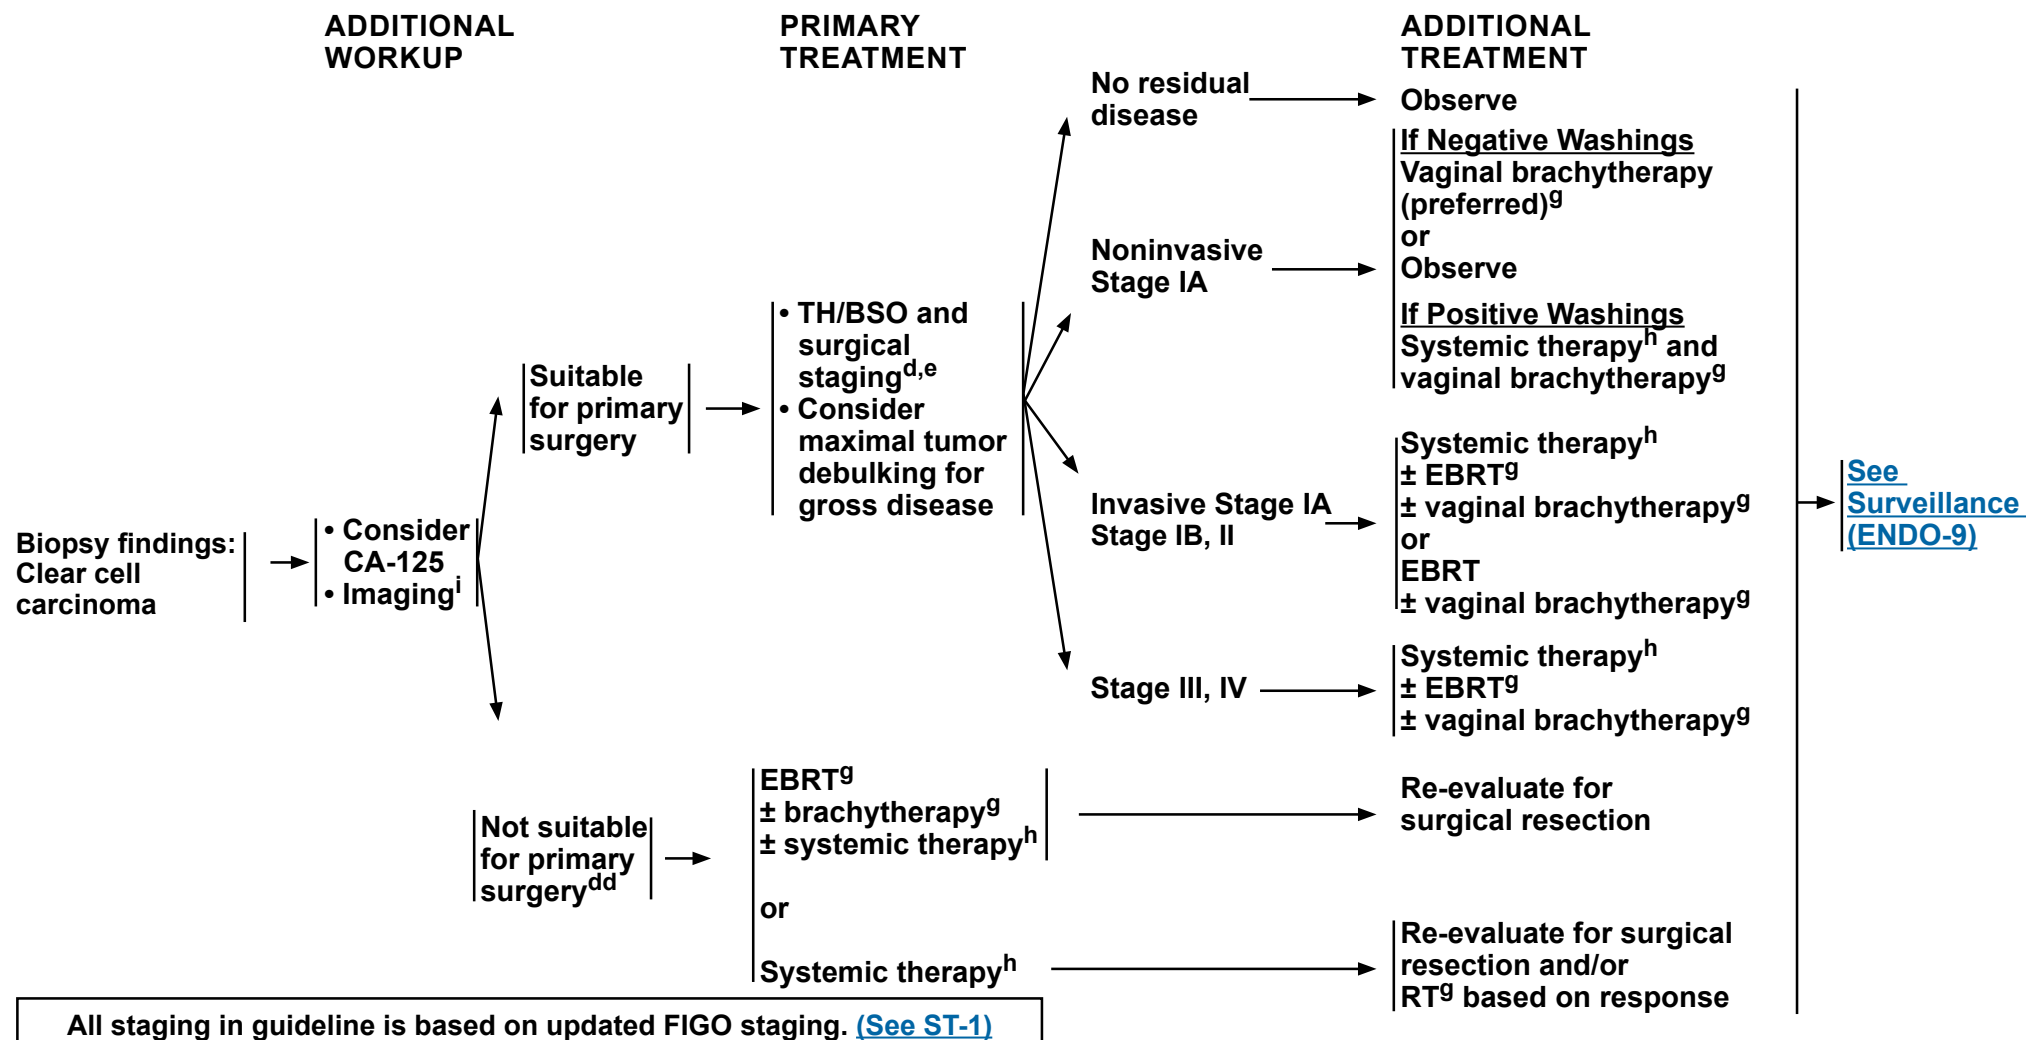 ADDITIONAL
WORKUP
PRIMARY
TREATMENT
ADDITIONAL
TREATMENT
Biopsy findings:
Clear cell
carcinoma
• Consider
CA-125
• Imagingⁱ
Suitable
for primary
surgery
• TH/BSO and
surgical
stagingᵈ,ᵉ
• Consider
maximal tumor
debulking for
gross disease
No residual
disease
Observe
Noninvasive
Stage IA
If Negative Washings
Vaginal brachytherapy
(preferred)ᵍ
or
Observe
If Positive Washings
Systemic therapyʰ and
vaginal brachytherapyᵍ
Invasive Stage IA
Stage IB, II
Systemic therapyʰ
± EBRTᵍ
± vaginal brachytherapyᵍ
or
EBRT
± vaginal brachytherapyᵍ
Stage III, IV
Systemic therapyʰ
± EBRTᵍ
± vaginal brachytherapyᵍ
Not suitable
for primary
surgeryᵈᵈ
EBRTᵍ
± brachytherapyᵍ
± systemic therapyʰ
or
Systemic therapyʰ
Re-evaluate for
surgical resection
Re-evaluate for surgical
resection and/or
RTᵍ based on response
See
Surveillance
(ENDO-9)
All staging in guideline is based on updated FIGO staging. (See ST-1)